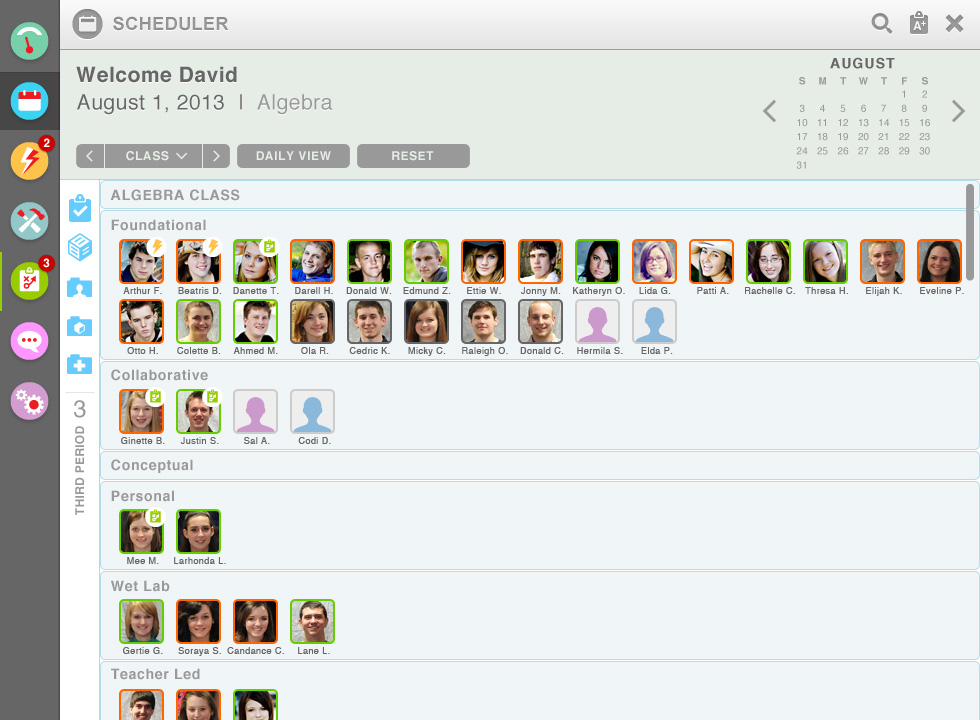 SCHEDULER
A+
Welcome David
August 1, 2013 | Algebra
CLASS
DAILY VIEW
RESET
AUGUST
S M T W T F S
1 2
3 4 5 6 7 8 9
10 11 12 13 14 15 16
17 18 19 20 21 22 23
24 25 26 27 28 29 30
31
2
3
3
THIRD PERIOD
ALGEBRA CLASS
Foundational
Arthur F. Beatris D. Danette T. Darell H. Donald W. Edmund Z. Ettie W. Jonny M. Katheryn O. Lida G. Patti A. Rachelle C. Thresa H. Elijah K. Eveline P.
Otto H. Colette B. Ahmed M. Ola R. Cedric K. Micky C. Raleigh O. Donald C. Hermila S. Elda P.
Collaborative
Ginette B. Justin S. Sal A. Codi D.
Conceptual
Personal
Mee M. Larhonda L.
Wet Lab
Gertie G. Soraya S. Candance C. Lane L.
Teacher Led